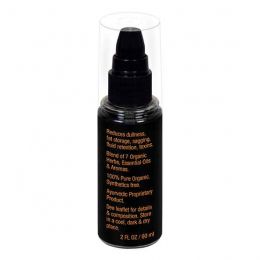 Reduces dullness,
fat storage, sagging,
fluid retention, toxins.
Blend of 7 Organic
Herbs, Essential Oils
& Aromas.
100% Pure Organic,
Synthetics free.
Ayurvedic Proprietary
Product.
See leaflet for details
& composition. Store
in a cool, dark & dry
place.
2 FL OZ / 60 ml